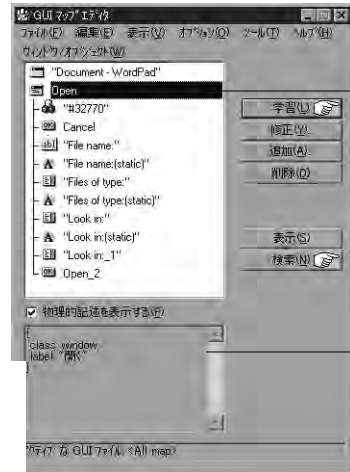 GUI マップ エディタ
ファイル(F) 編集(E) 表示(V) オプション(O) ツール(T) ヘルプ(H)
ウィンドウ/オブジェクト(W)
"Document - WordPad"
Open
"#32770"
Cancel
"File name:"
"File name:(static)"
"Files of type:"
"Files of type:(static)"
"Look in:"
"Look in:(static)"
"Look in:_1"
Open_2
学習(L)
修正(Y)...
追加(A)...
削除(D)
表示(S)
検索(N)
物理的記述を表示する(P)
{
class: window,
label: "開く"
}
アクティブ な GUI ファイル: <All map>